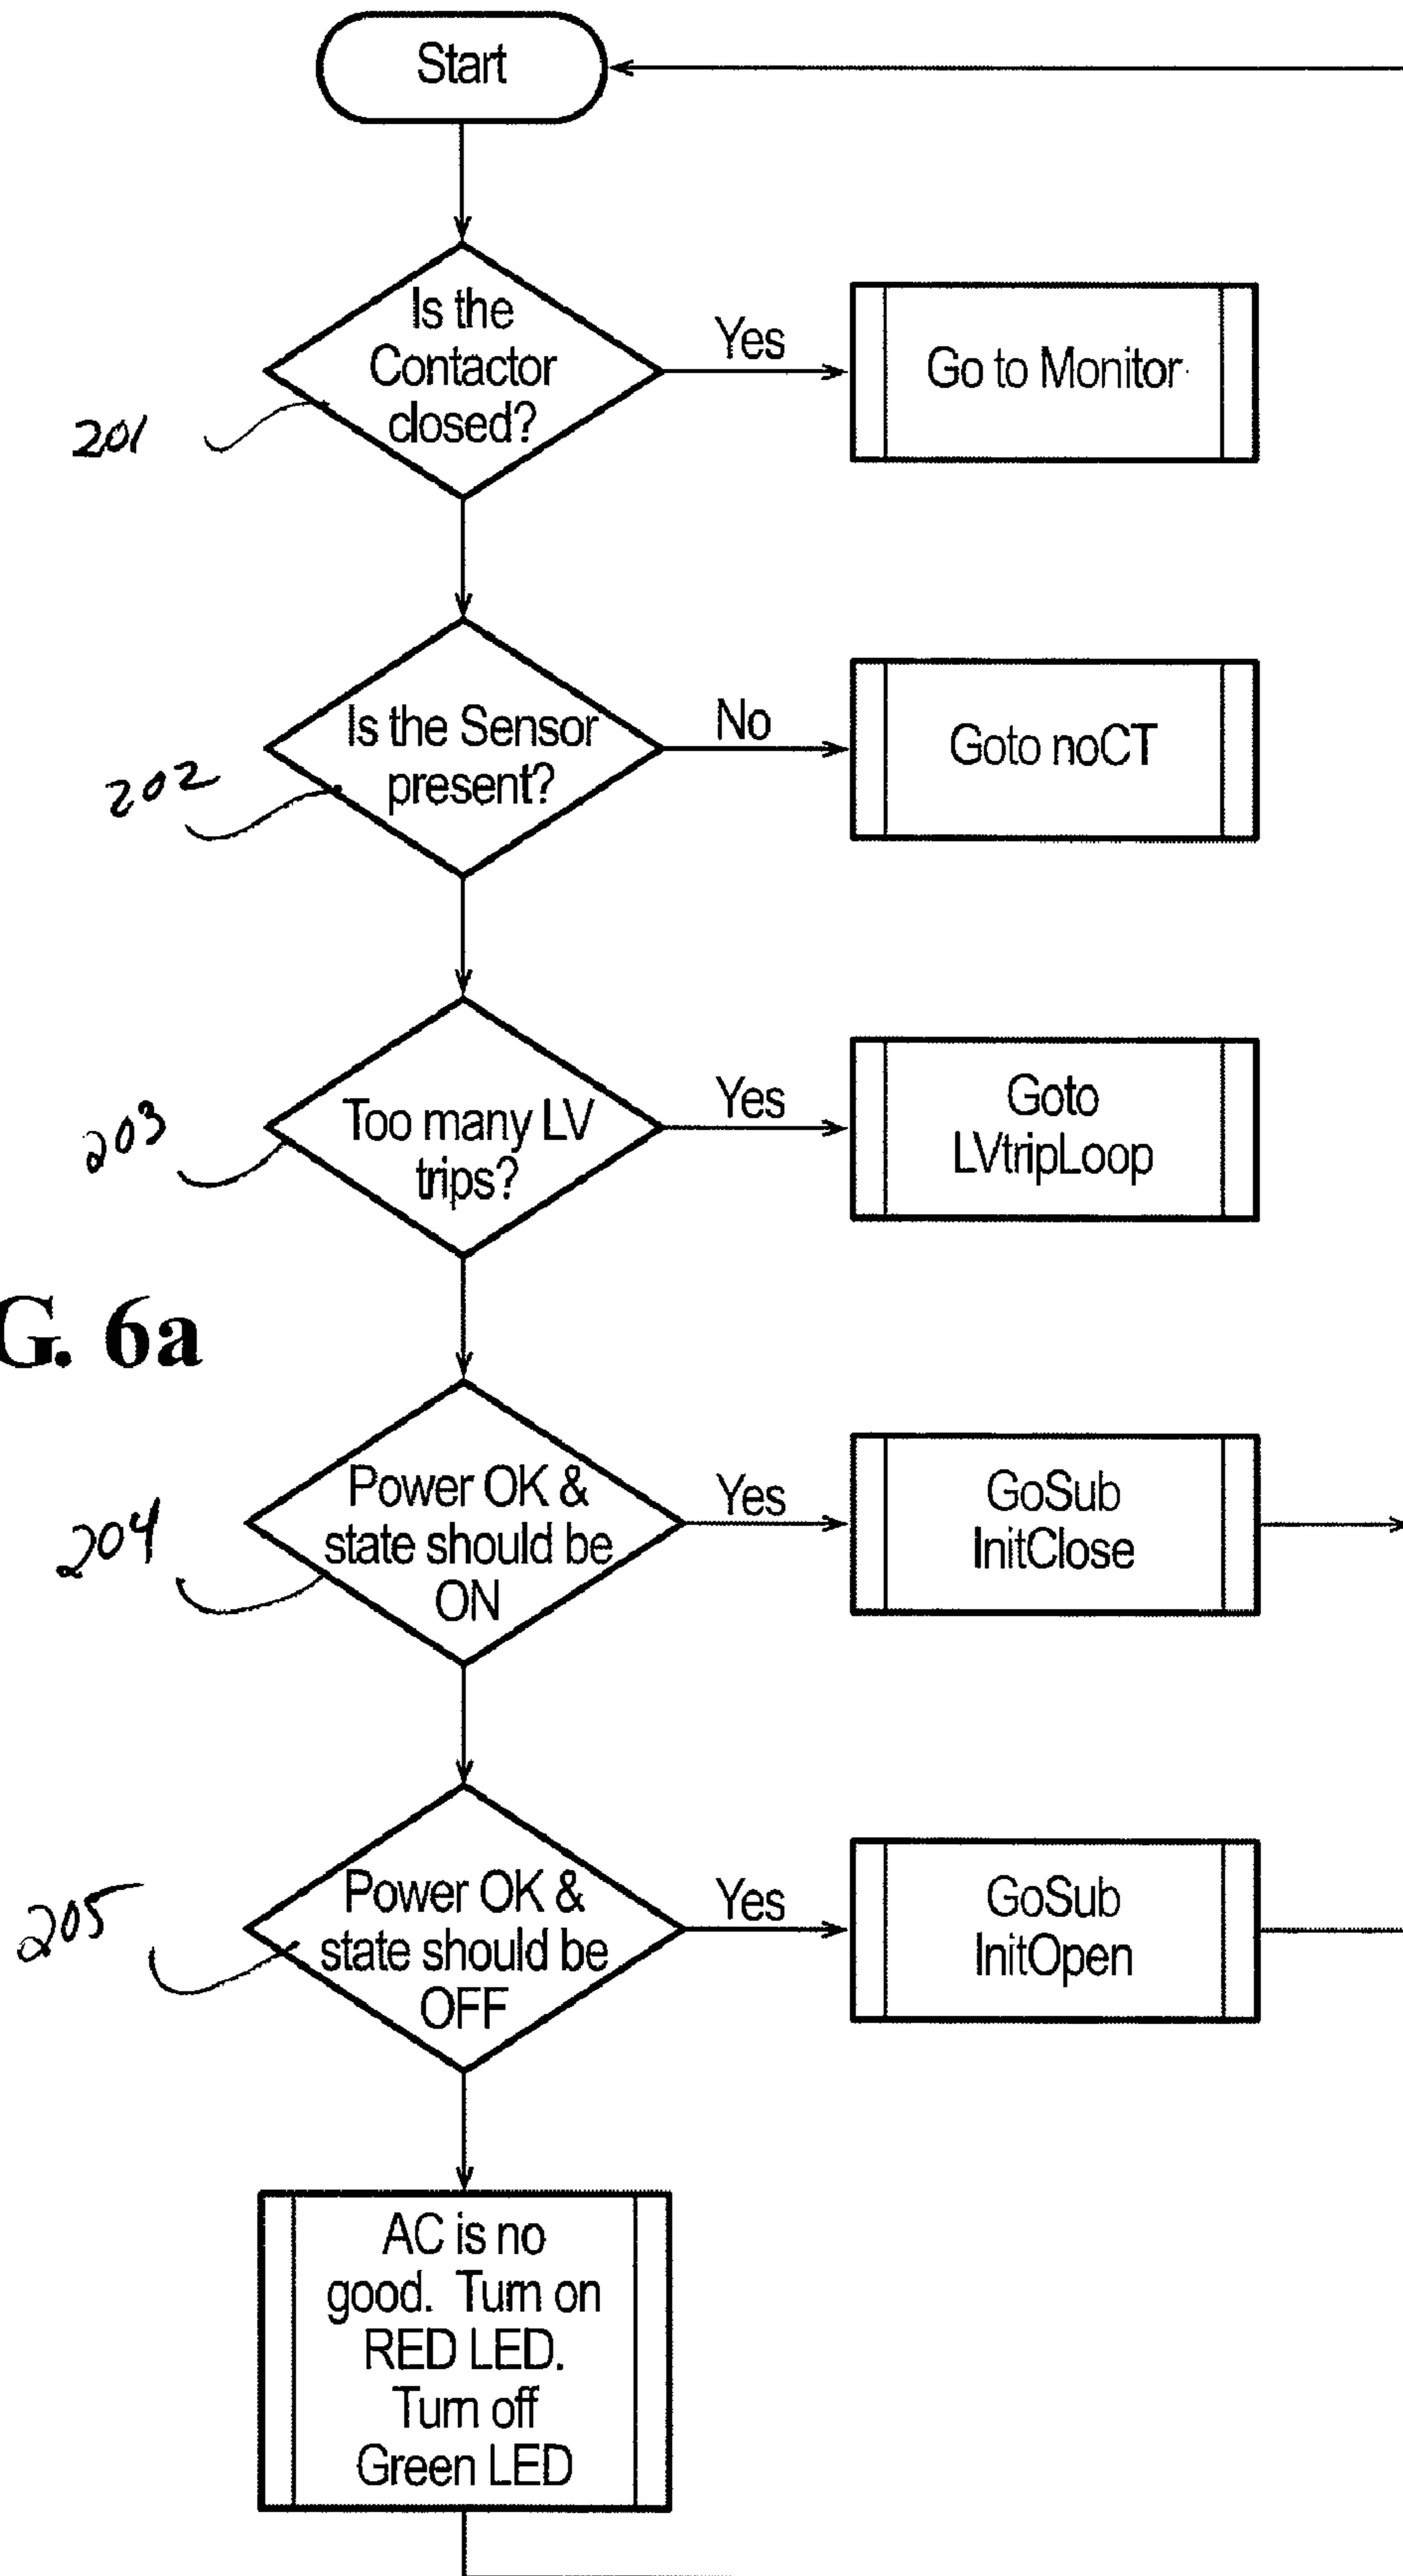 Start
Is the
Contactor
closed?
Yes
Go to Monitor
201
Is the Sensor
present?
No
Goto noCT
202
Too many LV
trips?
Yes
Goto
LVtripLoop
203
G. 6a
Power OK &
state should be
ON
Yes
GoSub
InitClose
204
Power OK &
state should be
OFF
Yes
GoSub
InitOpen
205
AC is no
good. Turn on
RED LED.
Turn off
Green LED